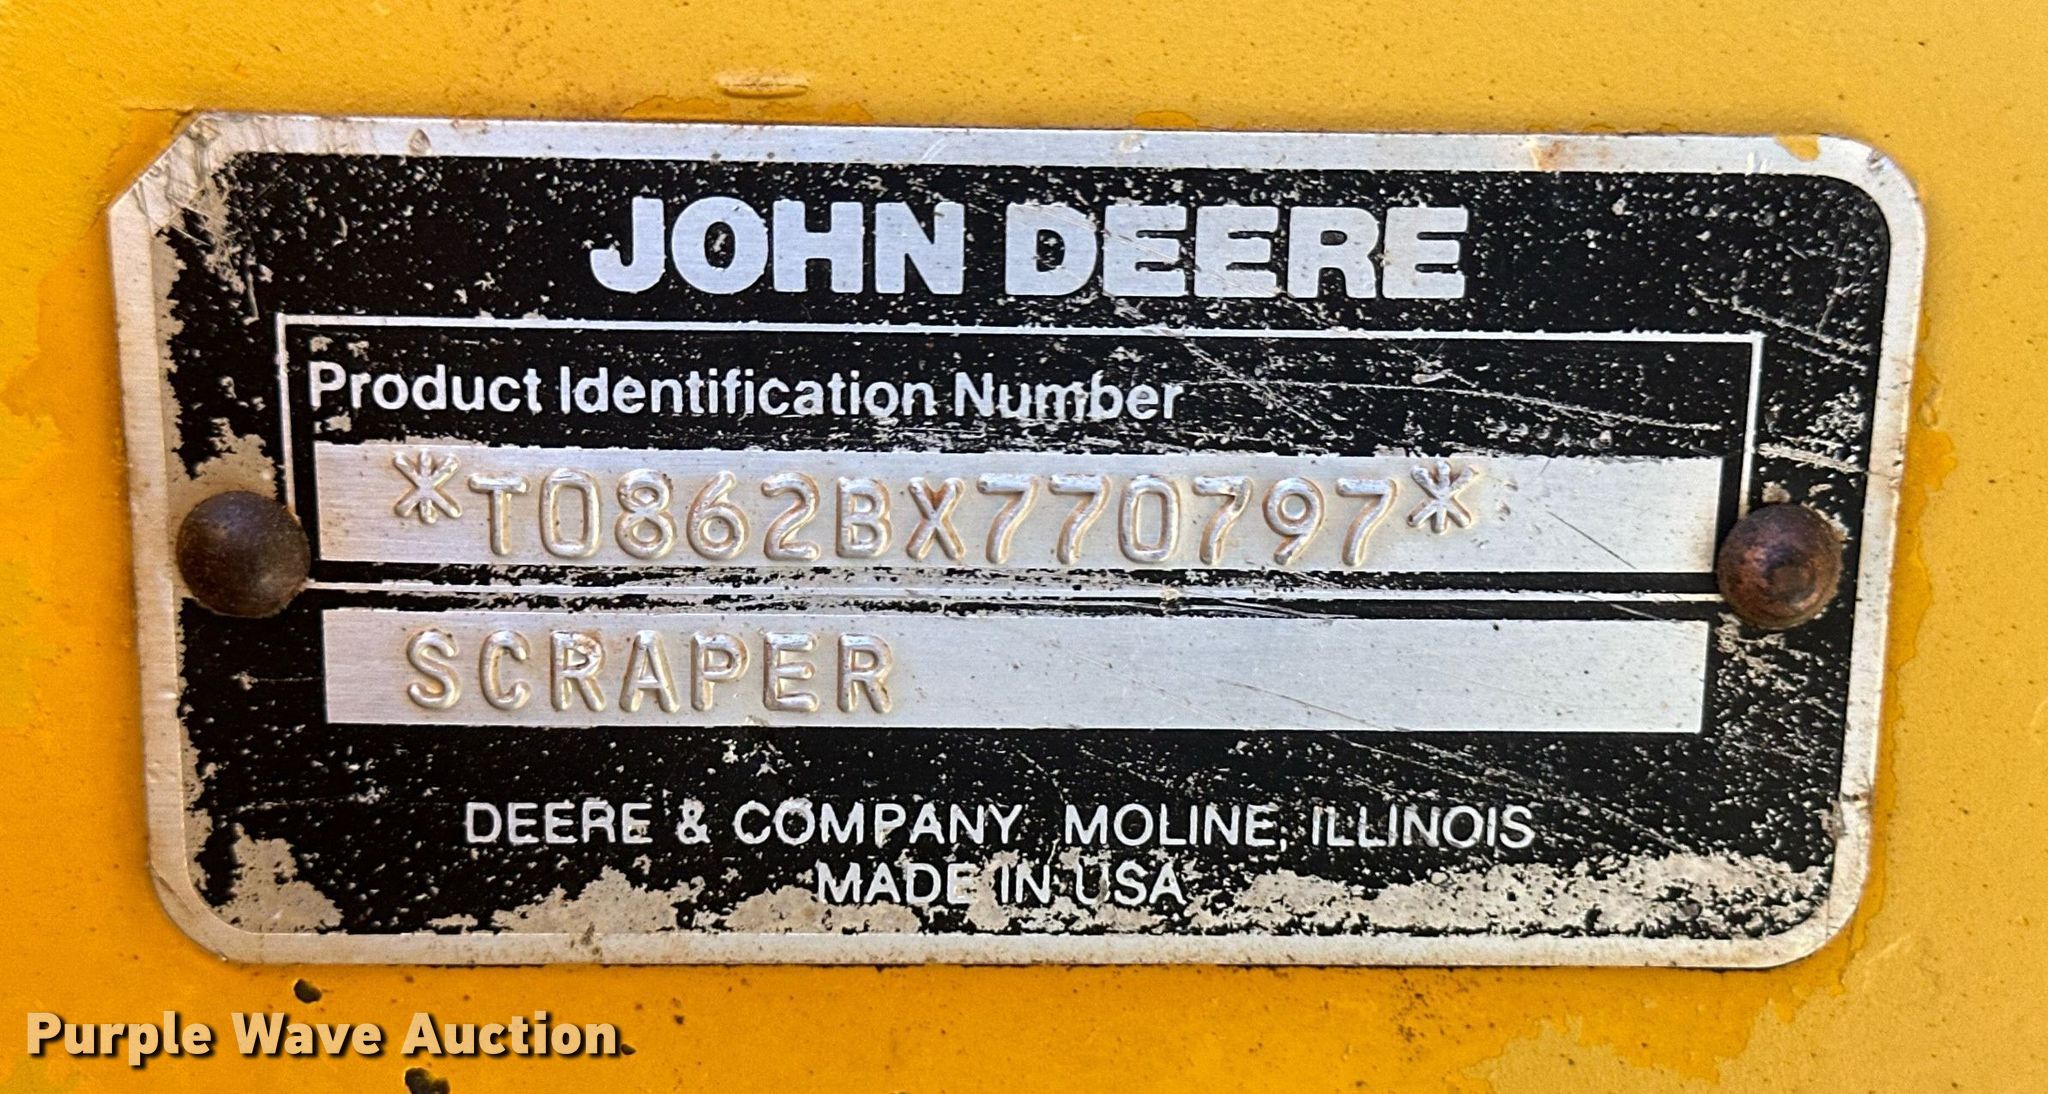 JOHN DEERE
Product Identification Number
*T0862BX770797*
SCRAPER
DEERE & COMPANY MOLINE, ILLINOIS
MADE IN USA
Purple Wave Auction